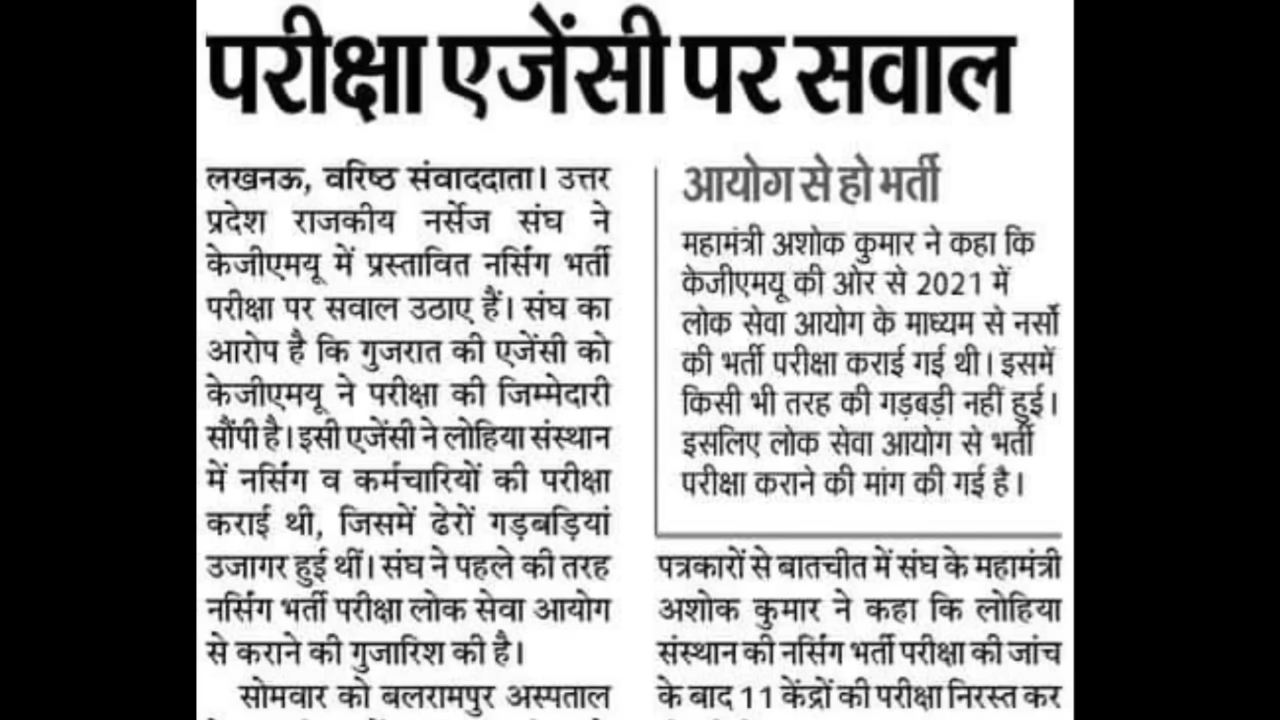 परीक्षा एजेंसी पर सवाल
लखनऊ, वरिष्ठ संवाददाता। उत्तर
प्रदेश राजकीय नर्सेज संघ ने
केजीएमयू में प्रस्तावित नर्सिंग भर्ती
परीक्षा पर सवाल उठाए हैं। संघ का
आरोप है कि गुजरात की एजेंसी को
केजीएमयू ने परीक्षा की जिम्मेदारी
सौंपी है। इसी एजेंसी ने लोहिया संस्थान
में नर्सिंग व कर्मचारियों की परीक्षा
कराई थी, जिसमें ढेरों गड़बड़ियां
उजागर हुई थीं। संघ ने पहले की तरह
नर्सिंग भर्ती परीक्षा लोक सेवा आयोग
से कराने की गुजारिश की है।
सोमवार को बलरामपुर अस्पताल
आयोग से हो भर्ती
महामंत्री अशोक कुमार ने कहा कि
केजीएमयू की ओर से 2021 में
लोक सेवा आयोग के माध्यम से नर्सो
की भर्ती परीक्षा कराई गई थी। इसमें
किसी भी तरह की गड़बड़ी नहीं हुई।
इसलिए लोक सेवा आयोग से भर्ती
परीक्षा कराने की मांग की गई है।
पत्रकारों से बातचीत में संघ के महामंत्री
अशोक कुमार ने कहा कि लोहिया
संस्थान की नर्सिंग भर्ती परीक्षा की जांच
के बाद 11 केंद्रों की परीक्षा निरस्त कर